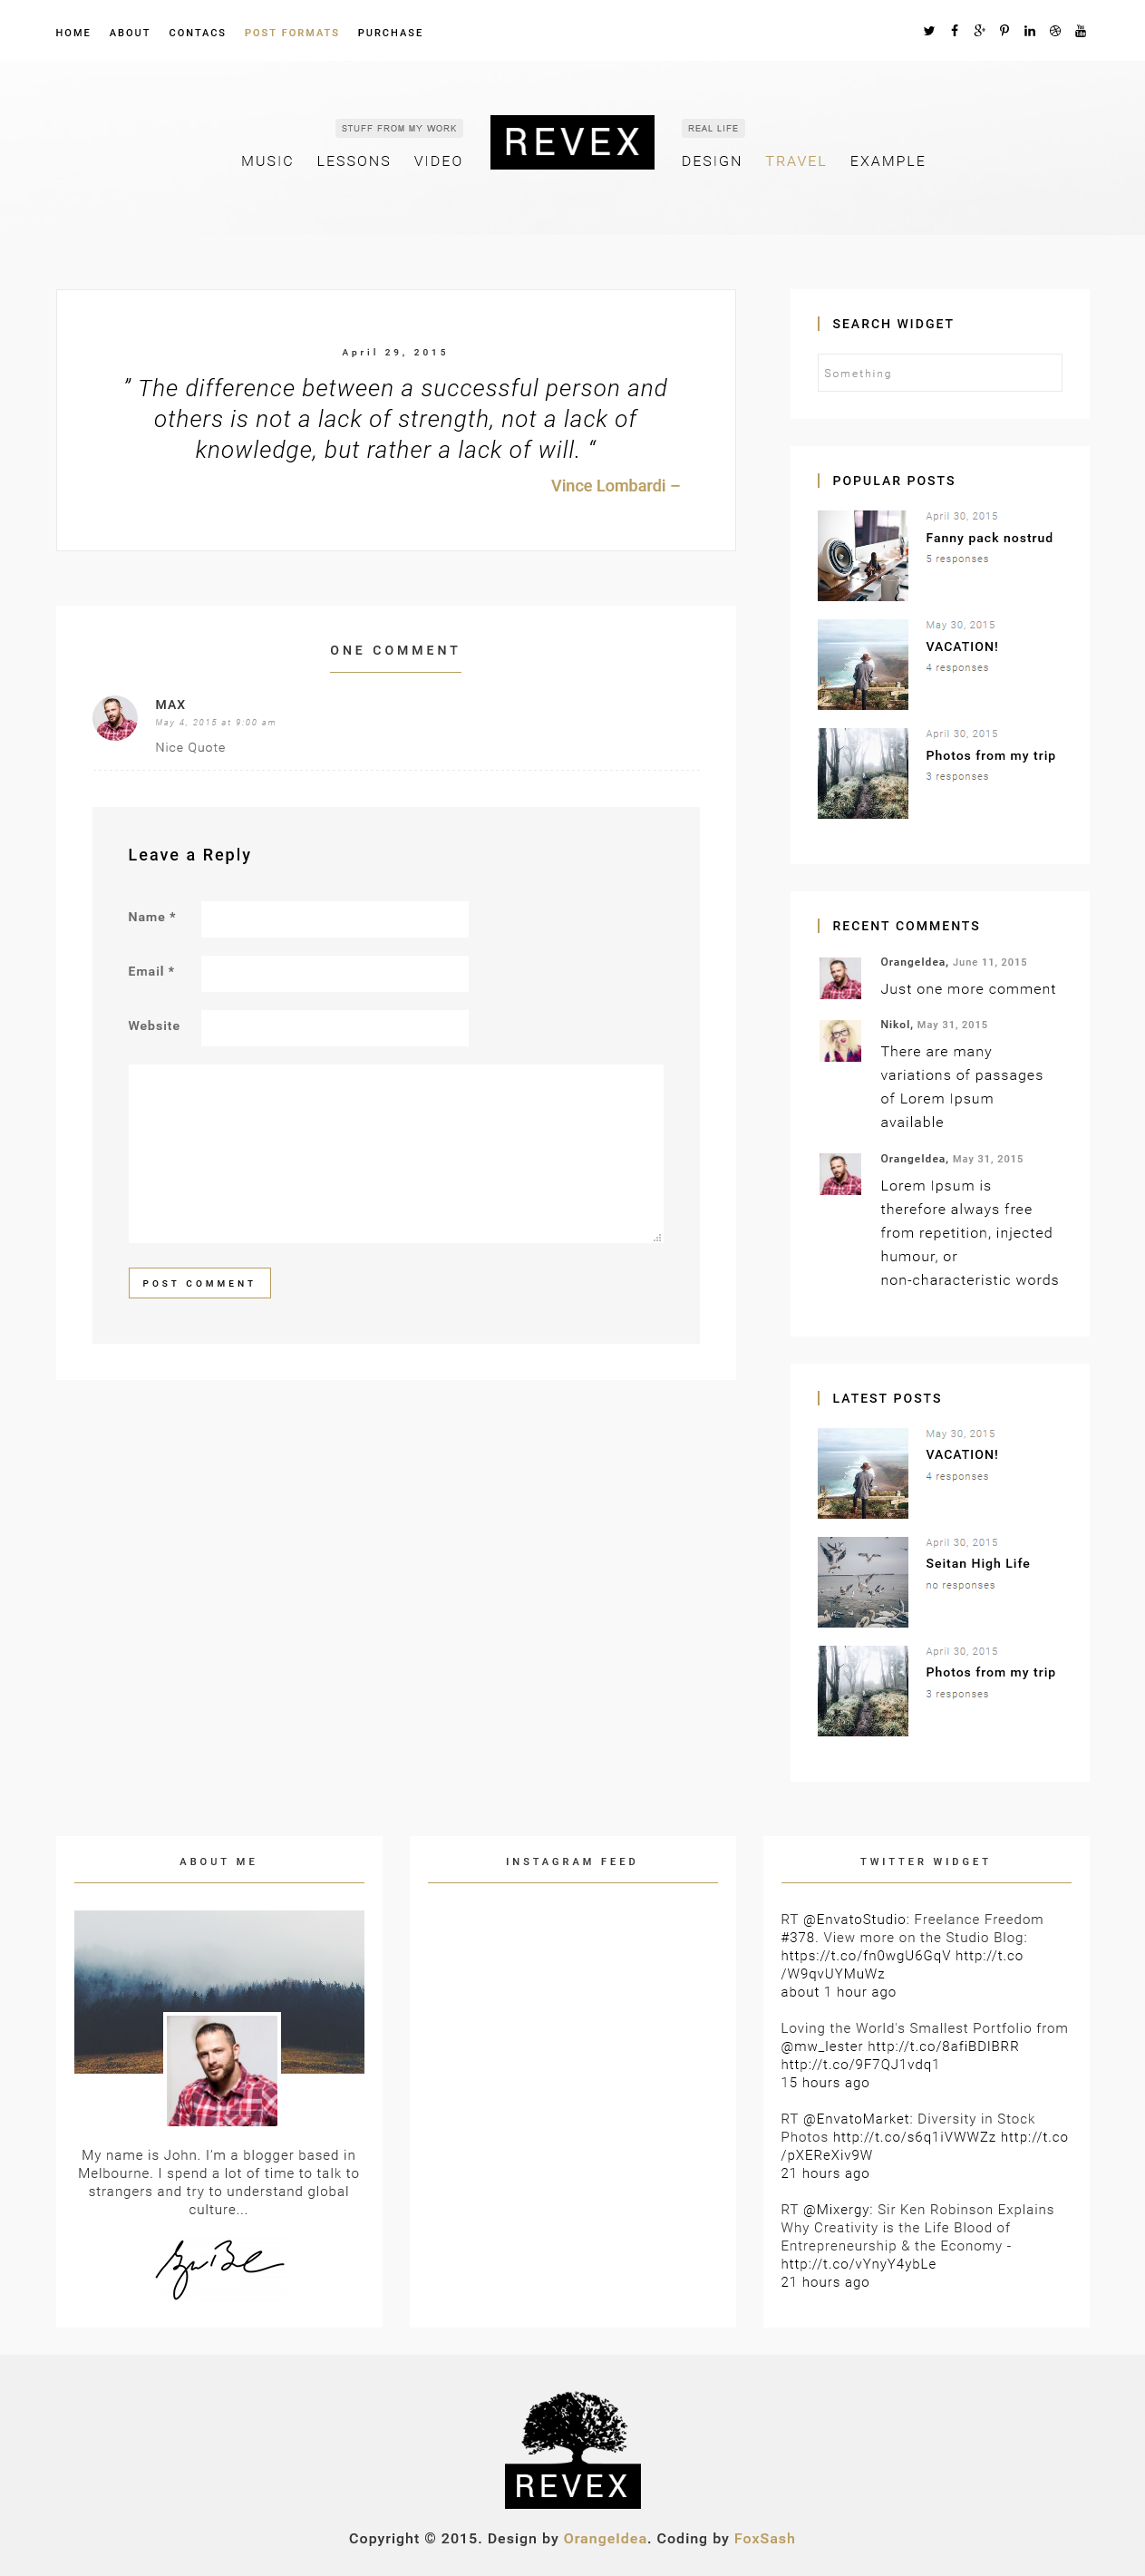 HOME ABOUT CONTACS POST FORMATS PURCHASE
STUFF FROM MY WORK
MUSIC LESSONS VIDEO
REVEX
REAL LIFE
DESIGN TRAVEL EXAMPLE
April 29, 2015
” The difference between a successful person and
others is not a lack of strength, not a lack of
knowledge, but rather a lack of will. “
Vince Lombardi –
ONE COMMENT
MAX
May 4, 2015 at 9:00 am
Nice Quote
Leave a Reply
Name *
Email *
Website
POST COMMENT
SEARCH WIDGET
Something
POPULAR POSTS
April 30, 2015
Fanny pack nostrud
5 responses
May 30, 2015
VACATION!
4 responses
April 30, 2015
Photos from my trip
3 responses
RECENT COMMENTS
OrangeIdea, June 11, 2015
Just one more comment
Nikol, May 31, 2015
There are many
variations of passages
of Lorem Ipsum
available
OrangeIdea, May 31, 2015
Lorem Ipsum is
therefore always free
from repetition, injected
humour, or
non-characteristic words
LATEST POSTS
May 30, 2015
VACATION!
4 responses
April 30, 2015
Seitan High Life
no responses
April 30, 2015
Photos from my trip
3 responses
ABOUT ME
My name is John. I'm a blogger based in
Melbourne. I spend a lot of time to talk to
strangers and try to understand global
culture...
INSTAGRAM FEED
TWITTER WIDGET
RT @EnvatoStudio: Freelance Freedom
#378. View more on the Studio Blog:
https://t.co/fn0wgU6GqV http://t.co
/W9qvUYMuWz
about 1 hour ago
Loving the World's Smallest Portfolio from
@mw_lester http://t.co/8afiBDIBRR
http://t.co/9F7QJ1vdq1
15 hours ago
RT @EnvatoMarket: Diversity in Stock
Photos http://t.co/s6q1iVWWZz http://t.co
/pXEReXiv9W
21 hours ago
RT @Mixergy: Sir Ken Robinson Explains
Why Creativity is the Life Blood of
Entrepreneurship & the Economy -
http://t.co/vYnyY4ybLe
21 hours ago
REVEX
Copyright © 2015. Design by OrangeIdea. Coding by FoxSash